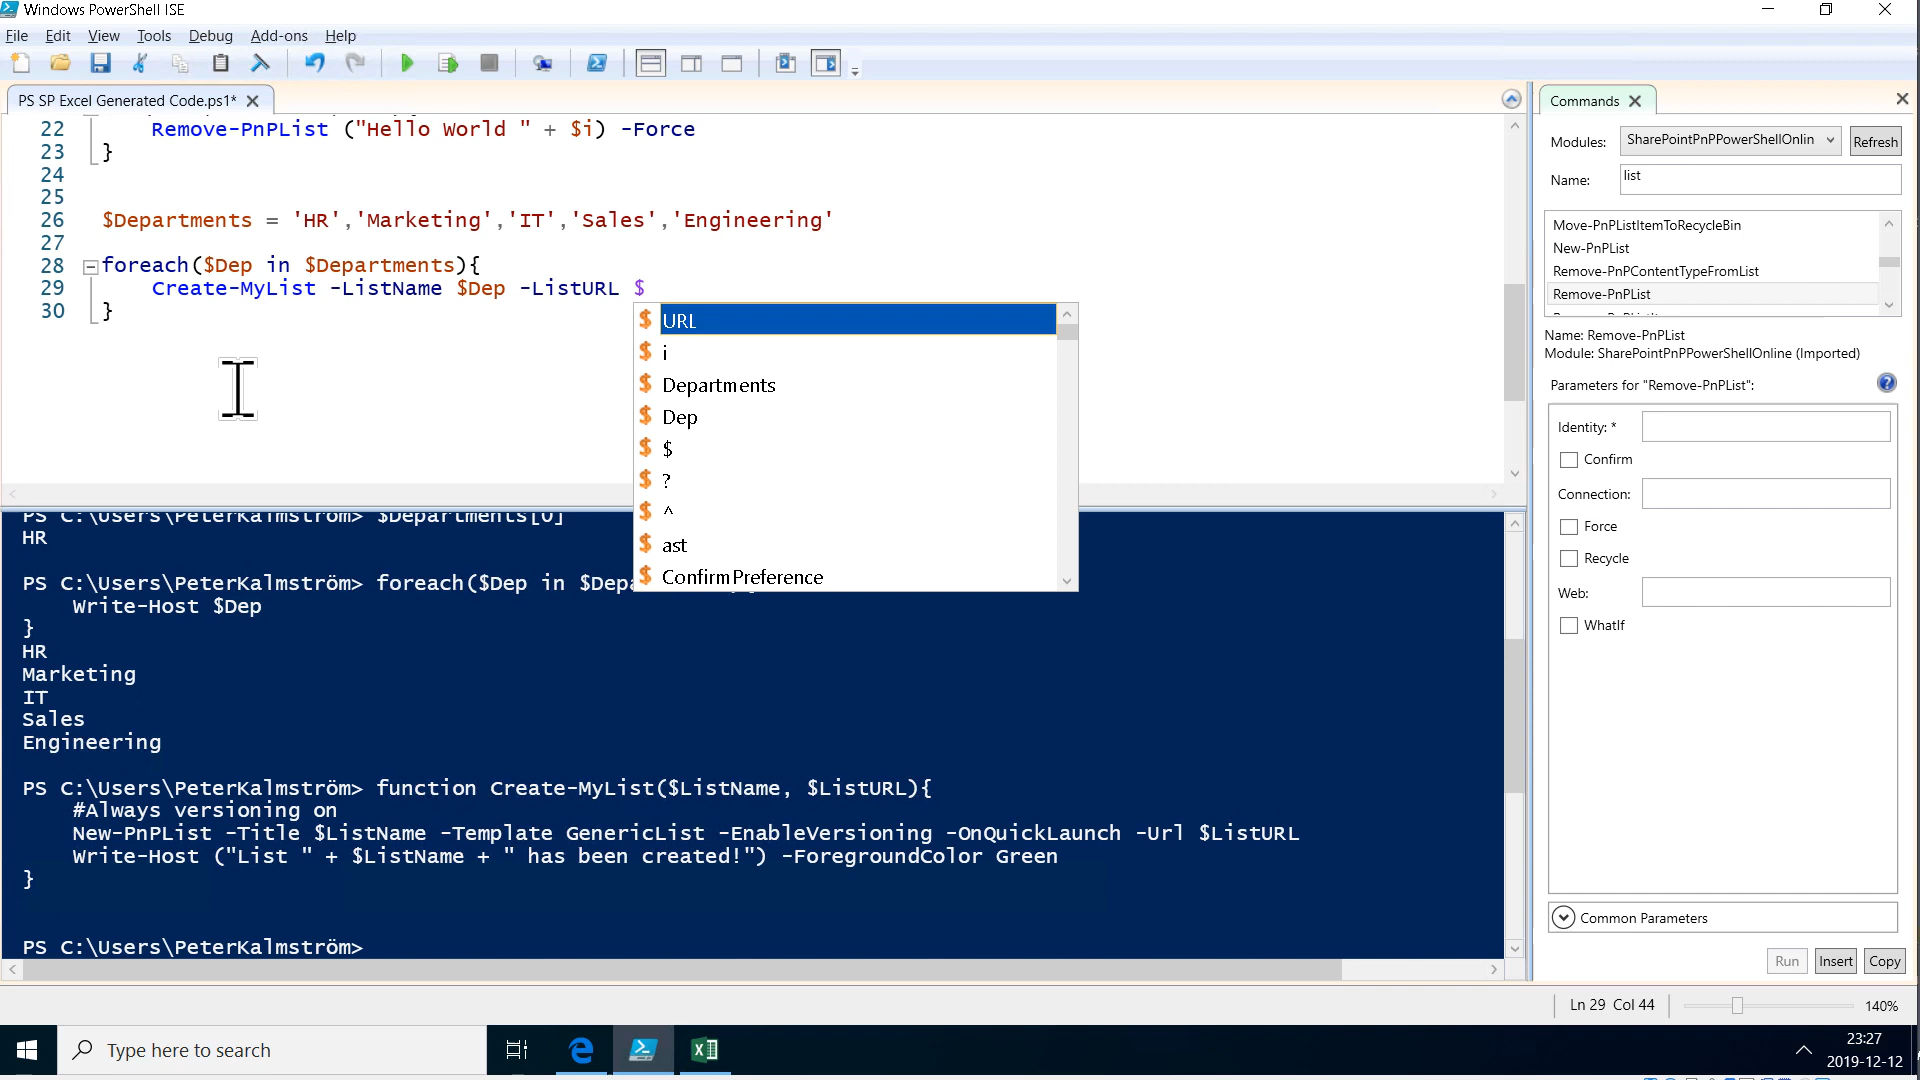 Windows PowerShell ISE
File Edit View Tools Debug Add-ons Help
PS SP Excel Generated Code.ps1*
22 Remove-PnPList ("Hello World " + $i) -Force
23 }
24
25
26 $Departments = 'HR','Marketing','IT','Sales','Engineering'
27
28 foreach($Dep in $Departments){
29 Create-MyList -ListName $Dep -ListURL $
30 }
$ URL
$ i
$ Departments
$ Dep
$ $
$ ?
$ ^
$ ast
$ ConfirmPreference
PS C:\Users\PeterKalmström> $Departments[0]
HR
PS C:\Users\PeterKalmström> foreach($Dep in $Dep
Write-Host $Dep
}
HR
Marketing
IT
Sales
Engineering
PS C:\Users\PeterKalmström> function Create-MyList($ListName, $ListURL){
#Always versioning on
New-PnPList -Title $ListName -Template GenericList -EnableVersioning -OnQuickLaunch -Url $ListURL
Write-Host ("List " + $ListName + " has been created!") -ForegroundColor Green
}
PS C:\Users\PeterKalmström>
Commands
Modules: SharePointPnPPowerShellOnlin Refresh
Name: list
Move-PnPListItemToRecycleBin
New-PnPList
Remove-PnPContentTypeFromList
Remove-PnPList
Name: Remove-PnPList
Module: SharePointPnPPowerShellOnline (Imported)
Parameters for "Remove-PnPList":
Identity: *
Confirm
Connection:
Force
Recycle
Web:
WhatIf
Common Parameters
Run Insert Copy
Ln 29 Col 44 140%
Type here to search
23:27
2019-12-12